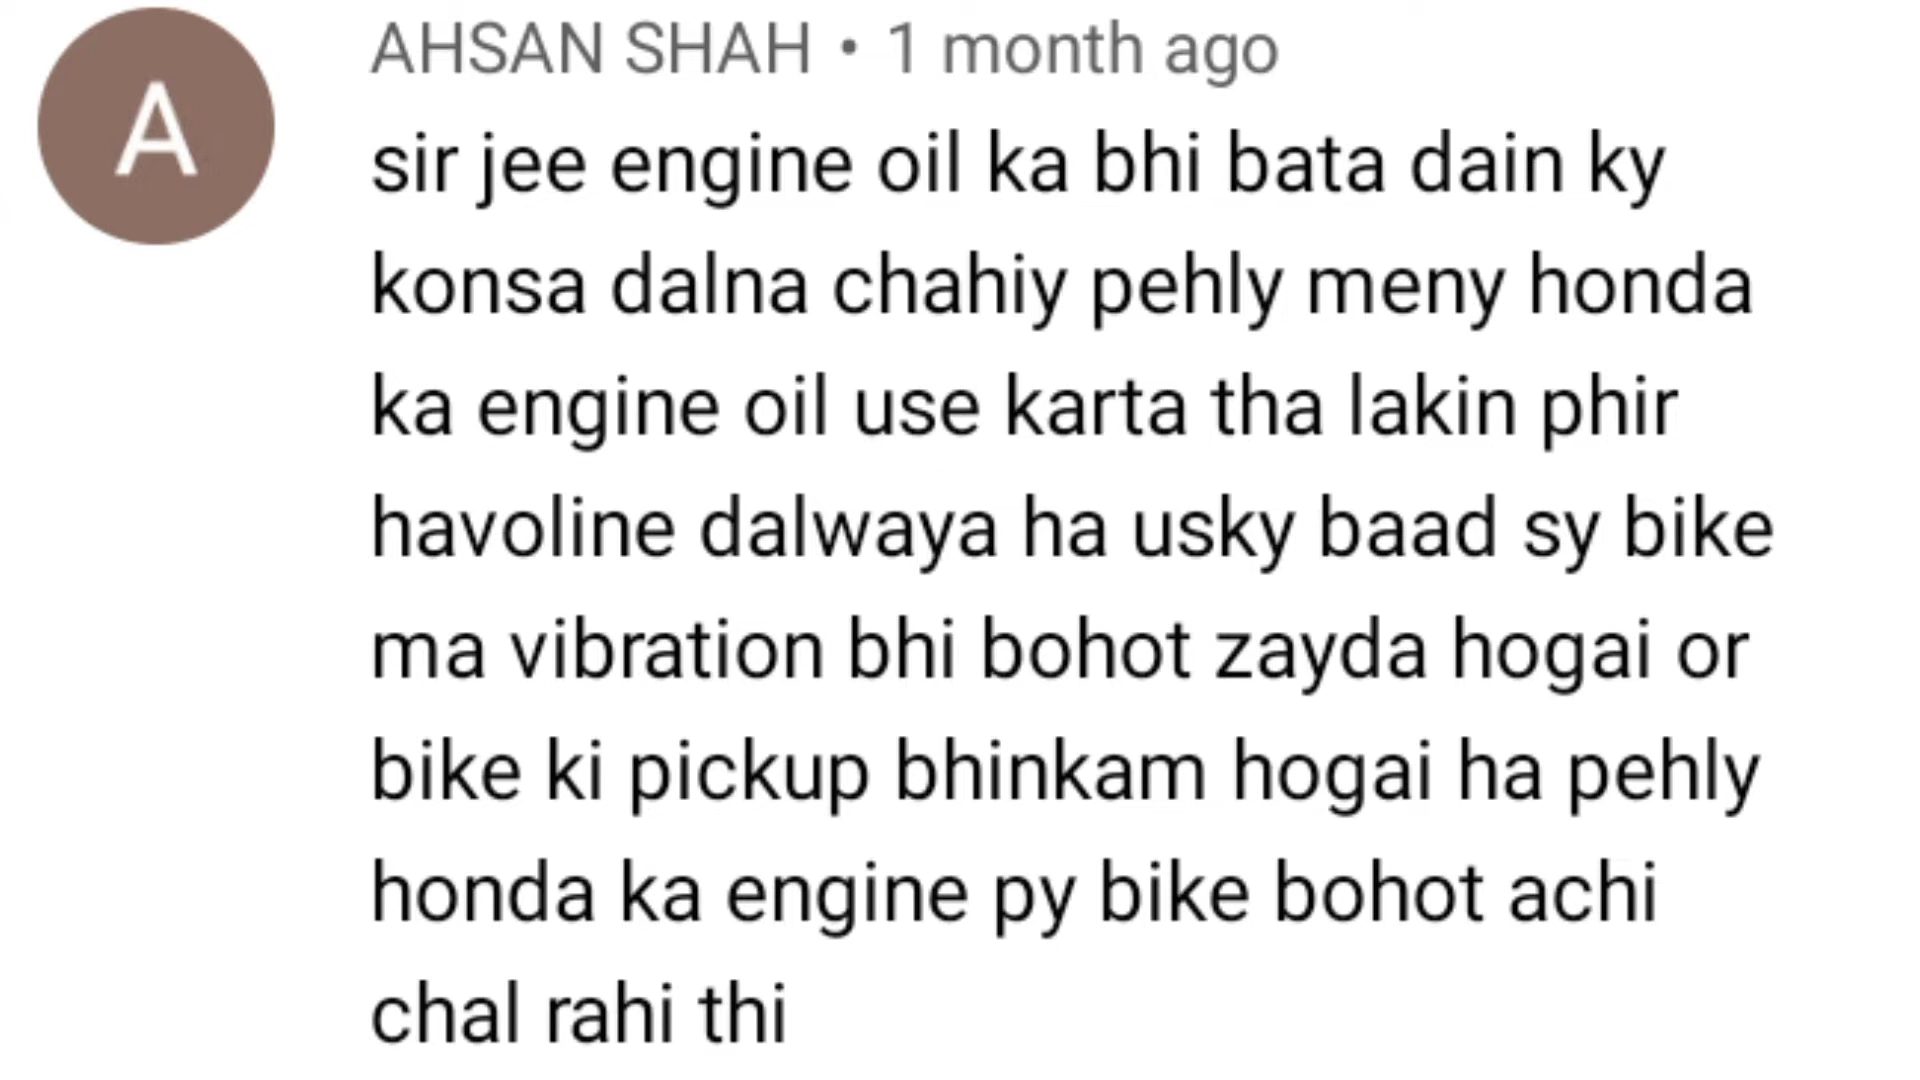 A
AHSAN SHAH • 1 month ago
sir jee engine oil ka bhi bata dain ky
konsa dalna chahiy pehly meny honda
ka engine oil use karta tha lakin phir
havoline dalwaya ha usky baad sy bike
ma vibration bhi bohot zayda hogai or
bike ki pickup bhinkam hogai ha pehly
honda ka engine py bike bohot achi
chal rahi thi